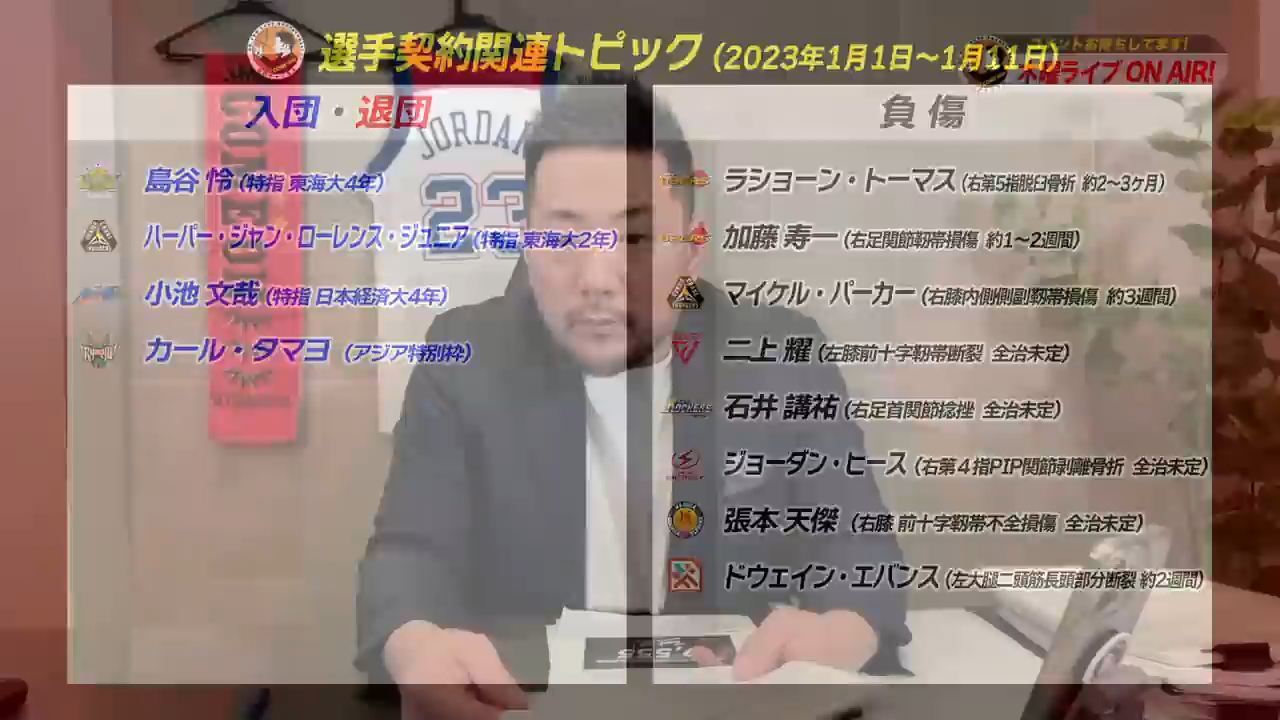 選手契約関連トピック (2023年1月1日～1月11日)
コメントお待ちしてます!
木曜ライブ ON AIR!
入団・退団
島谷 怜 (特指 東海大4年)
ハーパー・ジャン・ローレンス・ジュニア (特指 東海大2年)
小池 文哉 (特指 日本経済大4年)
カール・タマヨ (アジア特別枠)
負傷
ラショーン・トーマス (右第5指脱臼骨折 約2～3ヶ月)
加藤 寿一 (右足関節靭帯損傷 約1～2週間)
マイケル・パーカー (右膝内側側副靭帯損傷 約3週間)
二上 耀 (左膝前十字靭帯断裂 全治未定)
石井 講祐 (右足首関節捻挫 全治未定)
ジョーダン・ヒース (右第4指PIP関節剥離骨折 全治未定)
張本 天傑 (右膝 前十字靭帯不全損傷 全治未定)
ドウェイン・エバンス (左大腿二頭筋長頭部分断裂 約2週間)
JORDAN
23